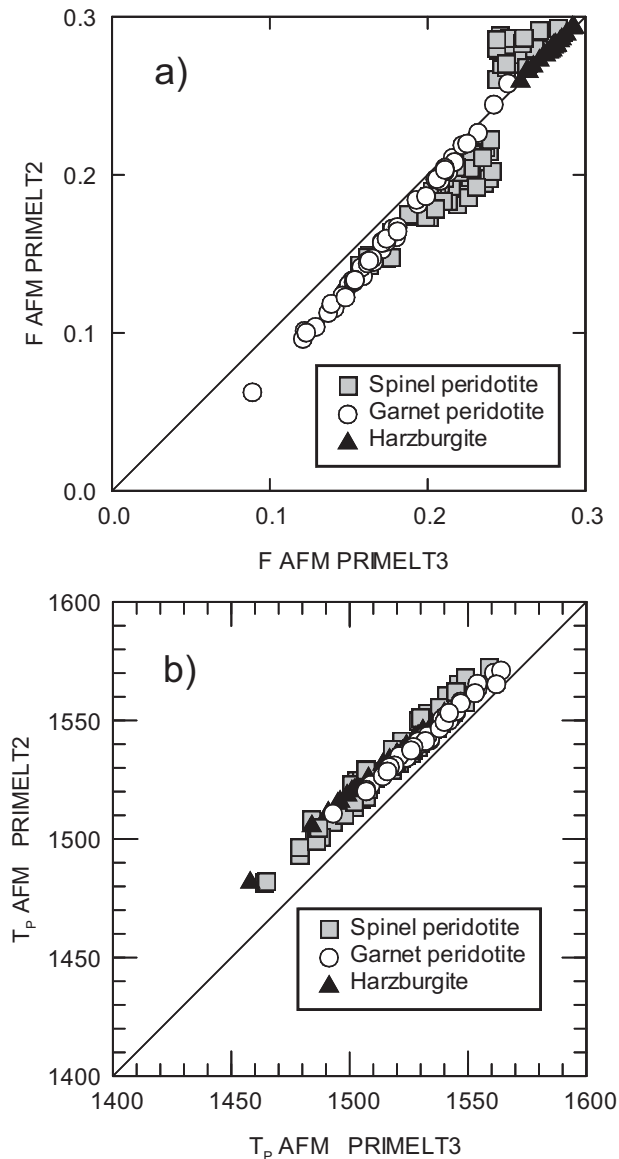 0.3
a)
0.2
F AFM PRIMELT2
0.1
Spinel peridotite
Garnet peridotite
Harzburgite
0.0
0.0 0.1 0.2 0.3
F AFM PRIMELT3
1600
b)
1550
T_P AFM PRIMELT2
1500
1450
Spinel peridotite
Garnet peridotite
Harzburgite
1400
1400 1450 1500 1550 1600
T_P AFM PRIMELT3